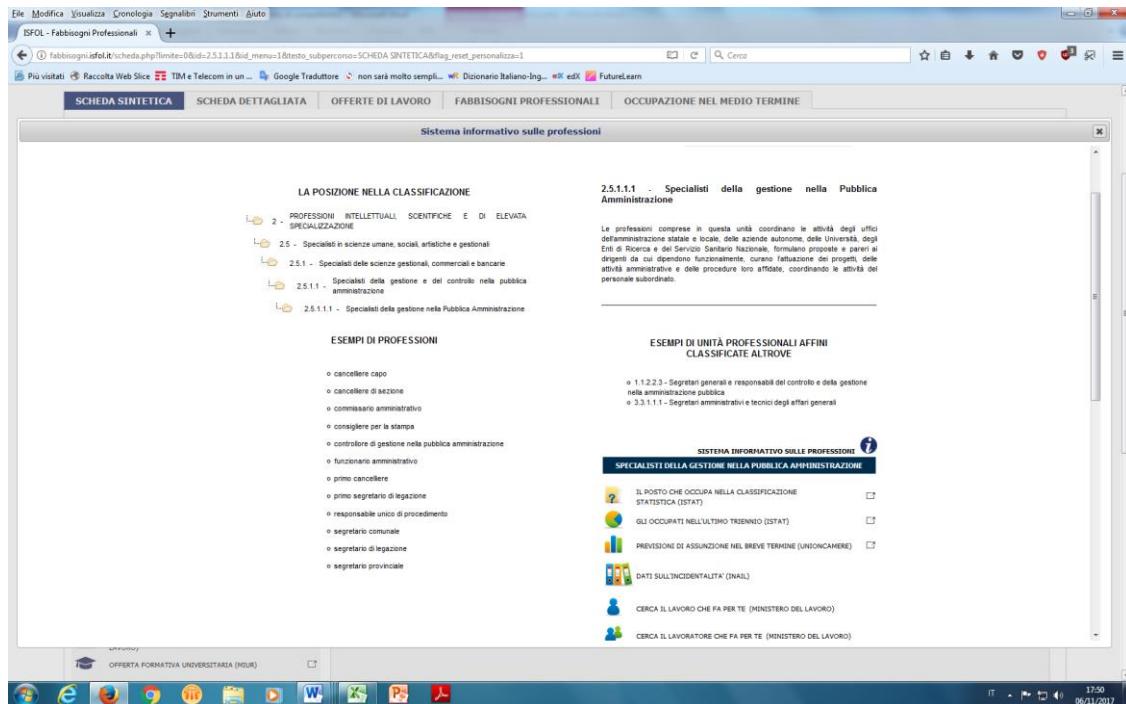 File Modifica Visualizza Cronologia Segnalibri Strumenti Aiuto
ISFOL - Fabbisogni Professionali
fabbisogni.isfol.it/scheda.php?limite=0&id=2.5.1.1.1&id_menu=1&testo_subpercorso=SCHEDA SINTETICA&flag_reset_personalizza=1
Cerca
Più visitati Raccolta Web Slice TIM e Telecom in un ... Google Traduttore non sarà molto sempli... Dizionario Italiano-Ing... edX FutureLearn
SCHEDA SINTETICA SCHEDA DETTAGLIATA OFFERTE DI LAVORO FABBISOGNI PROFESSIONALI OCCUPAZIONE NEL MEDIO TERMINE
Sistema informativo sulle professioni
LA POSIZIONE NELLA CLASSIFICAZIONE
2 - PROFESSIONI INTELLETTUALI, SCENTIFICHE E DI ELEVATA
SPECIALIZZAZIONE
2.5 - Specialisti in scienze umane, sociali, artistiche e gestionali
2.5.1 - Specialisti delle scienze gestionali, commerciali e bancarie
2.5.1.1 - Specialisti della gestione e del controllo nella pubblica
amministrazione
2.5.1.1.1 - Specialisti della gestione nella Pubblica Amministrazione
ESEMPI DI PROFESSIONI
cancelliere capo
cancelliere di sezione
commissario amministrativo
consigliere per la stampa
controllore di gestione nella pubblica amministrazione
funzionario amministrativo
primo cancelliere
primo segretario di legazione
responsabile unico di procedimento
segretario comunale
segretario di legazione
segretario provinciale
2.5.1.1.1 - Specialisti della gestione nella Pubblica
Amministrazione
Le professioni comprese in questa unità coordinano le attività degli uffici
dell'amministrazione statale e locale, delle aziende autonome, delle Università, degli
Enti di Ricerca e del Servizio Sanitario Nazionale, formulano proposte e pareri ai
dirigenti da cui dipendono funzionalmente, curano l'attuazione dei progetti, delle
attività amministrative e delle procedure loro affidate, coordinando le attività del
personale subordinato.
ESEMPI DI UNITÀ PROFESSIONALI AFFINI
CLASSIFICATE ALTROVE
1.1.2.2.3 - Segretari generali e responsabili del controllo e della gestione
nella amministrazione pubblica
3.3.1.1.1 - Segretari amministrativi e tecnici degli affari generali
SISTEMA INFORMATIVO SULLE PROFESSIONI
SPECIALISTI DELLA GESTIONE NELLA PUBBLICA AMMINISTRAZIONE
IL POSTO CHE OCCUPA NELLA CLASSIFICAZIONE
STATISTICA (ISTAT)
GLI OCCUPATI NELL'ULTIMO TRIENNIO (ISTAT)
PREVISIONI DI ASSUNZIONE NEL BREVE TERMINE (UNIONCAMERE)
DATI SULL'INCIDENTALITA' (INAIL)
CERCA IL LAVORO CHE FA PER TE (MINISTERO DEL LAVORO)
CERCA IL LAVORATORE CHE FA PER TE (MINISTERO DEL LAVORO)
OFFERTA FORMATIVA UNIVERSITARIA (MIUR)
IT
17:50
06/11/2017